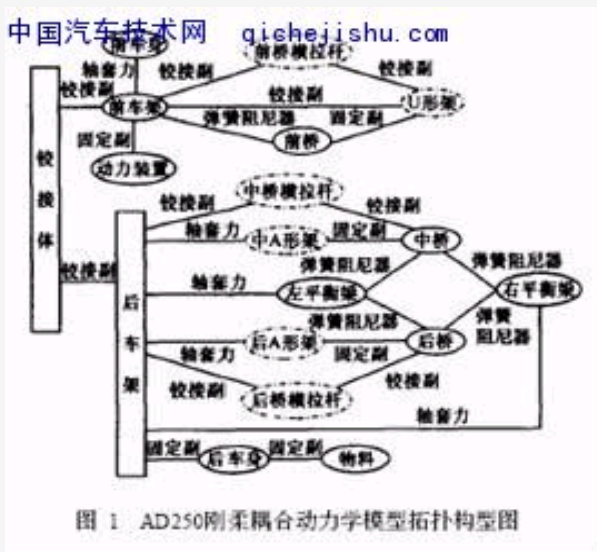 中国汽车技术网 qichejishu.com
前车身
前桥横拉杆
轴套力 铰接副 铰接副
铰接副
前车架 铰接副 U形架
弹簧阻尼器 固定副
固定副 前桥
动力装置
铰接体
中桥横拉杆
铰接副 铰接副
轴套力 中A形架 固定副 中桥
铰接副 弹簧阻尼器 弹簧阻尼器
轴套力 左平衡梁 右平衡梁
后车架
弹簧阻尼器 弹簧
阻尼器
后A形架 后桥
轴套力 固定副
铰接副 铰接副
后桥横拉杆
轴套力
固定副 后车身 固定副 物料
图 1 AD250刚柔耦合动力学模型拓扑构型图